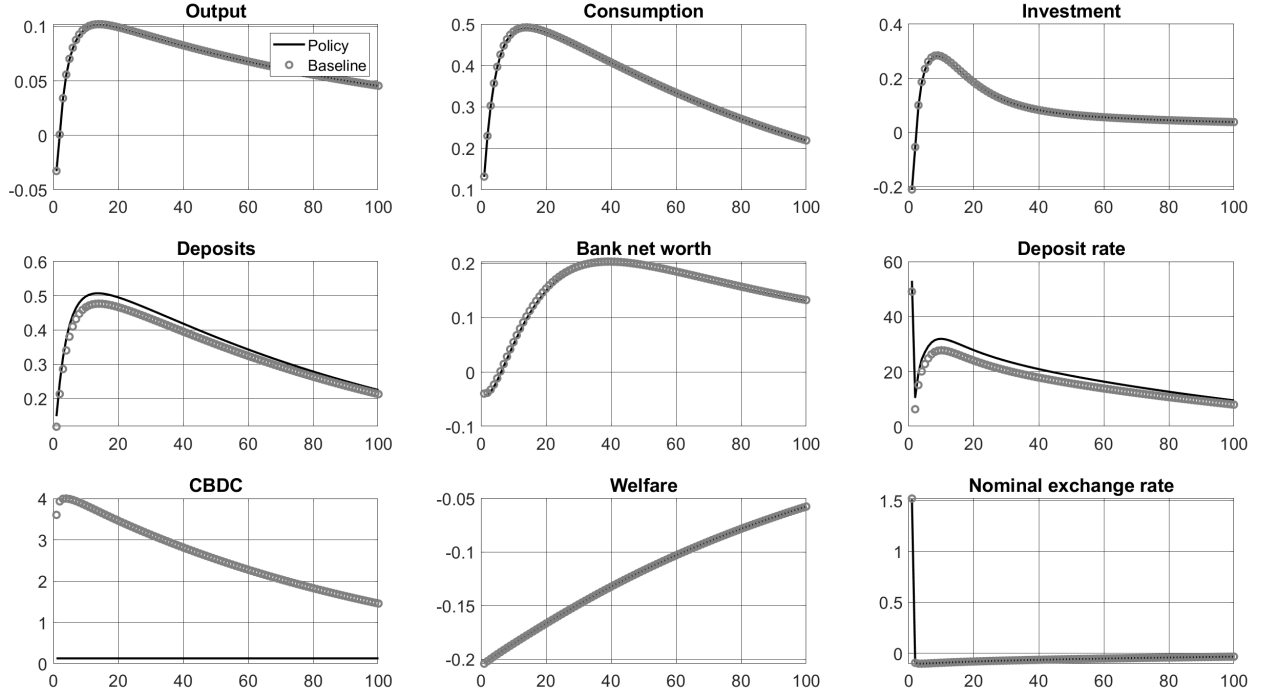 Output
0.1
0.05
0
-0.05
0 20 40 60 80 100
Policy
Baseline
Consumption
0.5
0.4
0.3
0.2
0.1
0 20 40 60 80 100
Investment
0.4
0.2
0
-0.2
0 20 40 60 80 100
Deposits
0.6
0.5
0.4
0.3
0.2
0 20 40 60 80 100
Bank net worth
0.2
0.1
0
-0.1
0 20 40 60 80 100
Deposit rate
60
40
20
0
0 20 40 60 80 100
CBDC
4
3
2
1
0
0 20 40 60 80 100
Welfare
-0.05
-0.1
-0.15
-0.2
0 20 40 60 80 100
Nominal exchange rate
1.5
1
0.5
0
0 20 40 60 80 100